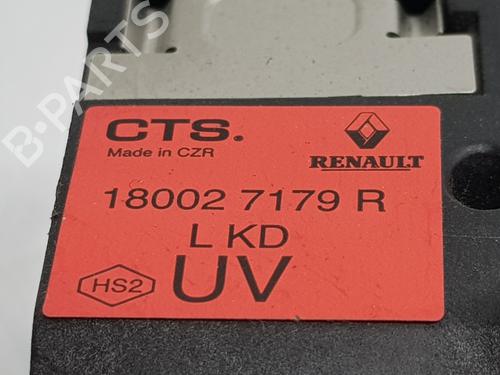 B-PARTS
CTS.
Made in CZR
RENAULT
18002 7179 R
L KD
HS2
UV